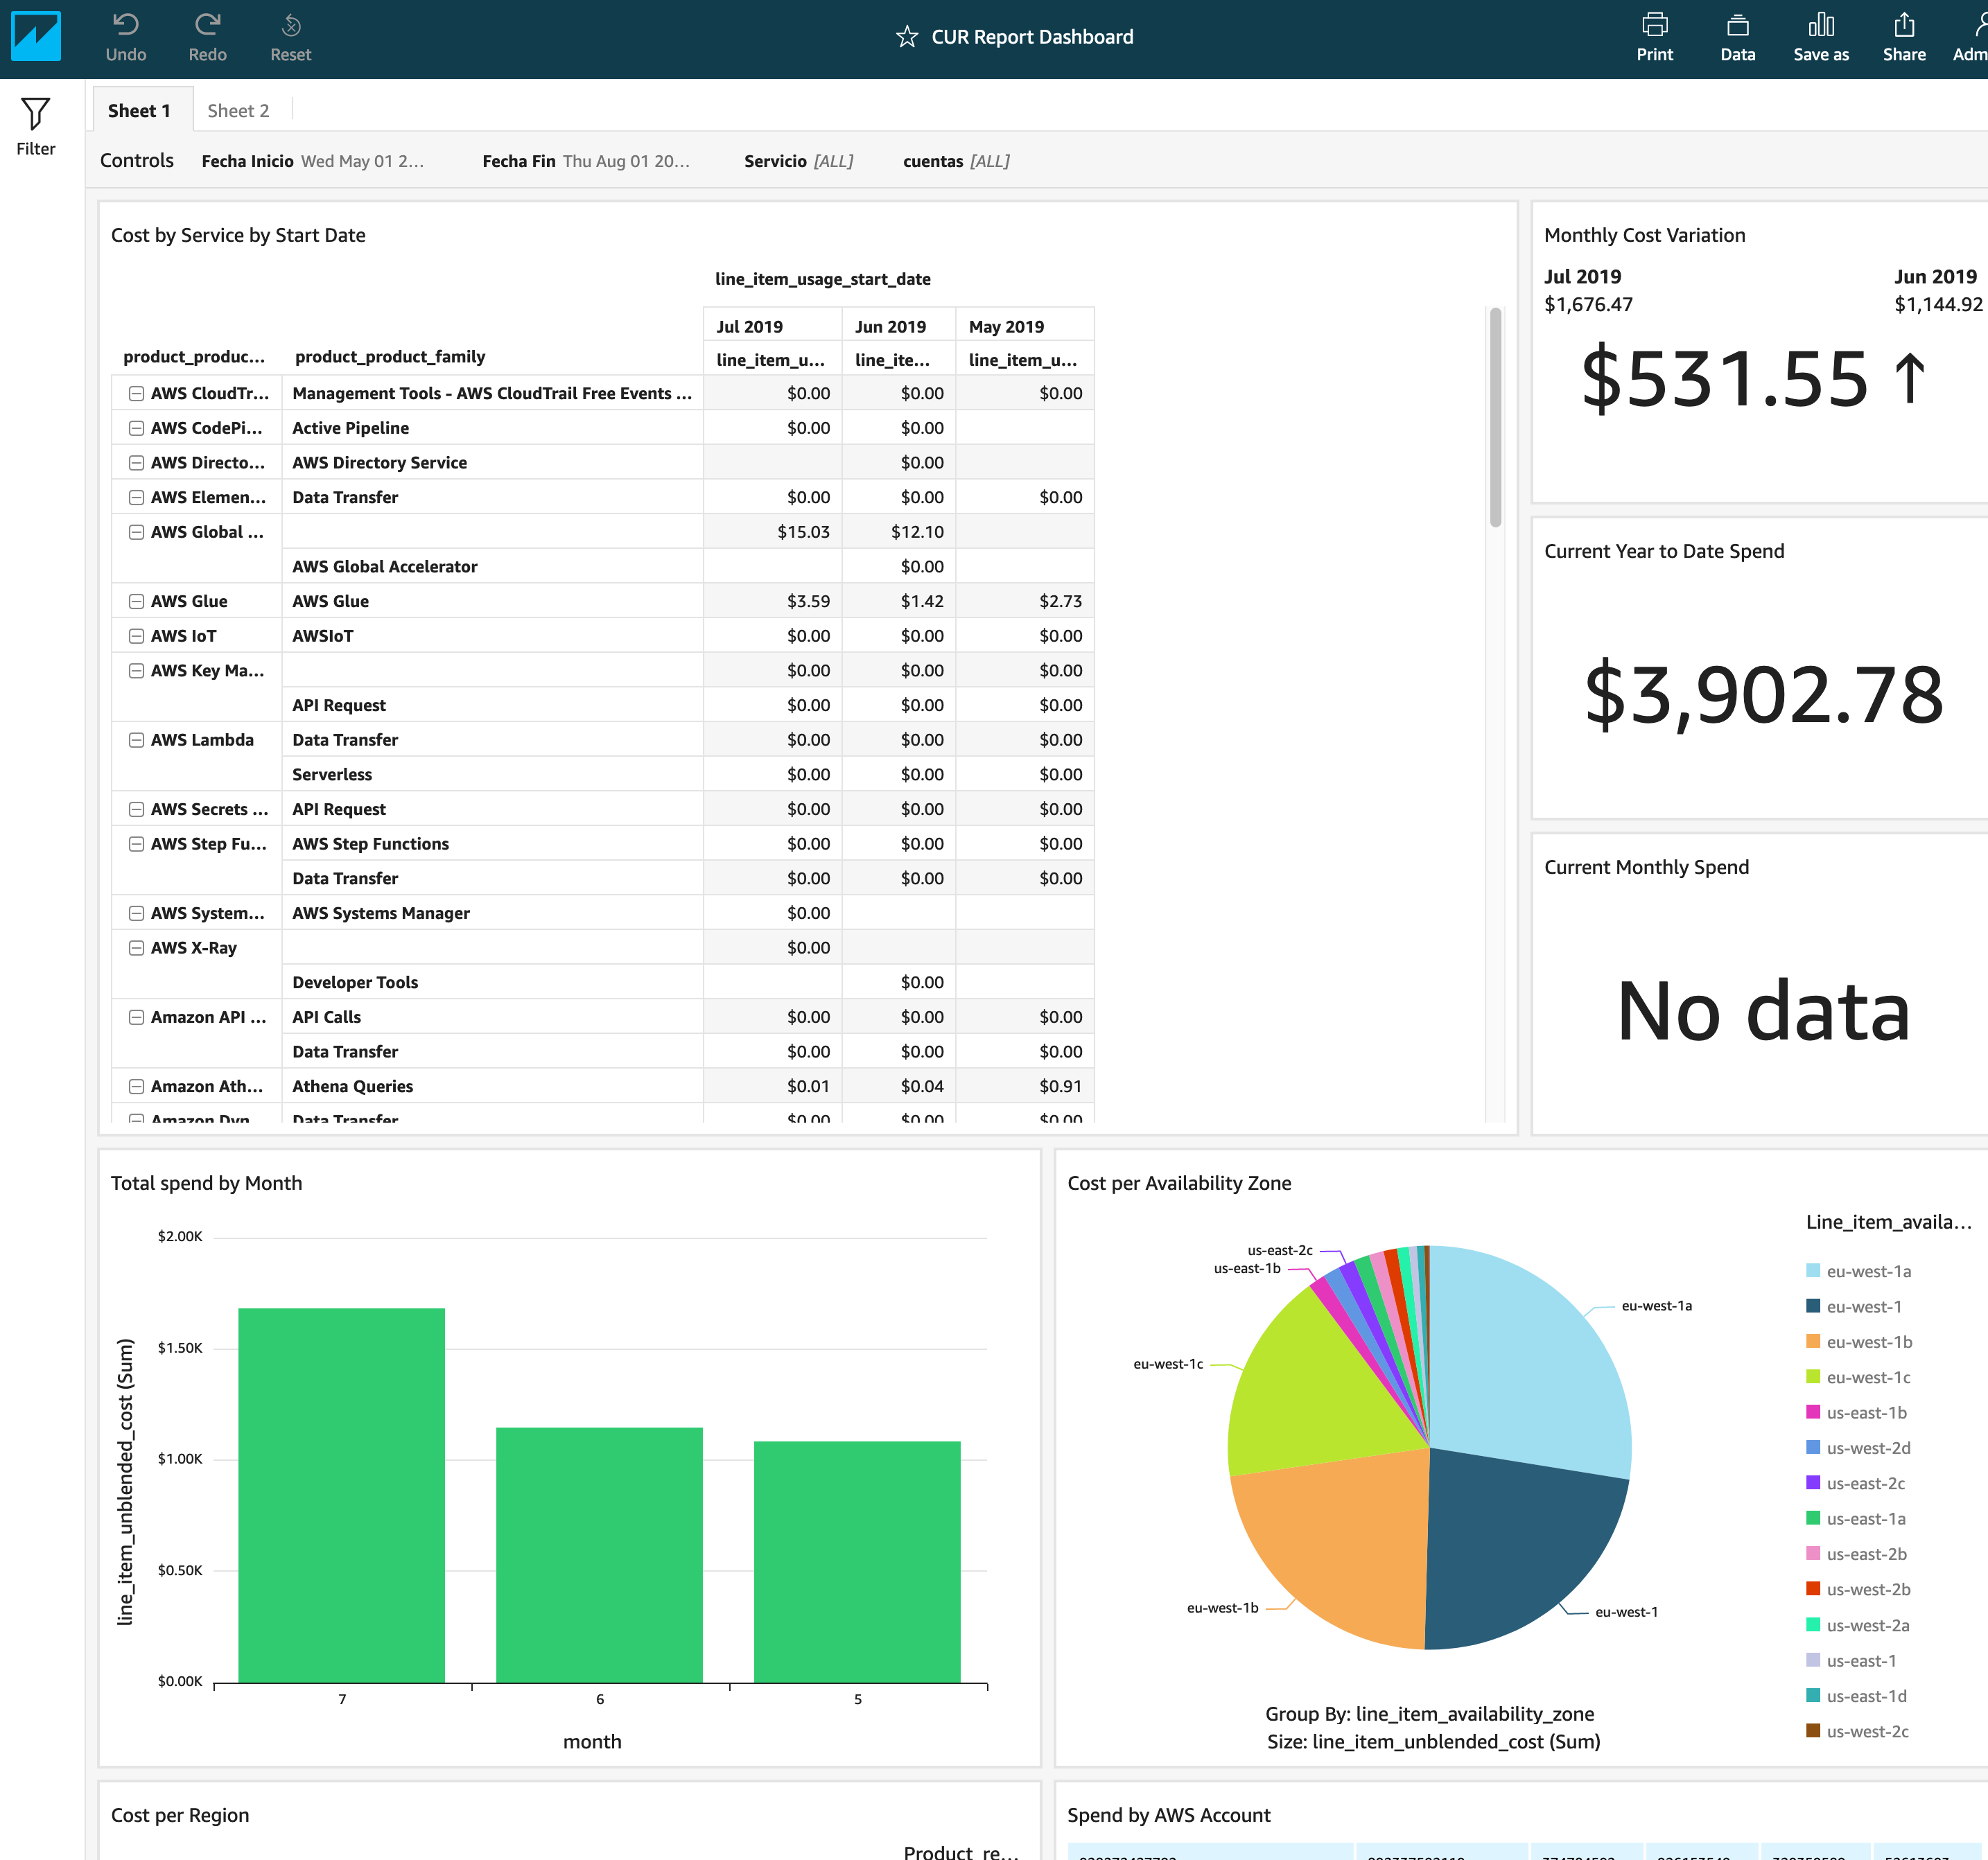 Undo Redo Reset
CUR Report Dashboard
Print Data Save as Share Adm
Filter
Sheet 1 Sheet 2
Controls Fecha Inicio Wed May 01 2... Fecha Fin Thu Aug 01 20... Servicio [ALL] cuentas [ALL]
Cost by Service by Start Date
line_item_usage_start_date
Jul 2019 Jun 2019 May 2019
product_produc... product_product_family line_item_u... line_ite... line_item_u...
AWS CloudTr... Management Tools - AWS CloudTrail Free Events ... $0.00 $0.00 $0.00
AWS CodePi... Active Pipeline $0.00 $0.00
AWS Directo... AWS Directory Service $0.00
AWS Elemen... Data Transfer $0.00 $0.00 $0.00
AWS Global ... $15.03 $12.10
AWS Global Accelerator $0.00
AWS Glue AWS Glue $3.59 $1.42 $2.73
AWS IoT AWSIoT $0.00 $0.00 $0.00
AWS Key Ma... $0.00 $0.00 $0.00
API Request $0.00 $0.00 $0.00
AWS Lambda Data Transfer $0.00 $0.00 $0.00
Serverless $0.00 $0.00 $0.00
AWS Secrets ... API Request $0.00 $0.00 $0.00
AWS Step Fu... AWS Step Functions $0.00 $0.00 $0.00
Data Transfer $0.00 $0.00 $0.00
AWS System... AWS Systems Manager $0.00
AWS X-Ray $0.00
Developer Tools $0.00
Amazon API ... API Calls $0.00 $0.00 $0.00
Data Transfer $0.00 $0.00 $0.00
Amazon Ath... Athena Queries $0.01 $0.04 $0.91
Amazon Dyn Data Transfer $0.00 $0.00 $0.00
Monthly Cost Variation
Jul 2019 Jun 2019
$1,676.47 $1,144.92
$531.55 ↑
Current Year to Date Spend
$3,902.78
Current Monthly Spend
No data
Total spend by Month
line_item_unblended_cost (Sum)
$2.00K
$1.50K
$1.00K
$0.50K
$0.00K
7 6 5
month
Cost per Availability Zone
us-east-2c
us-east-1b
eu-west-1a
eu-west-1c
eu-west-1b
eu-west-1
Group By: line_item_availability_zone
Size: line_item_unblended_cost (Sum)
Line_item_availa...
eu-west-1a
eu-west-1
eu-west-1b
eu-west-1c
us-east-1b
us-west-2d
us-east-2c
us-east-1a
us-east-2b
us-west-2b
us-west-2a
us-east-1
us-east-1d
us-west-2c
Cost per Region
Product_re...
Spend by AWS Account